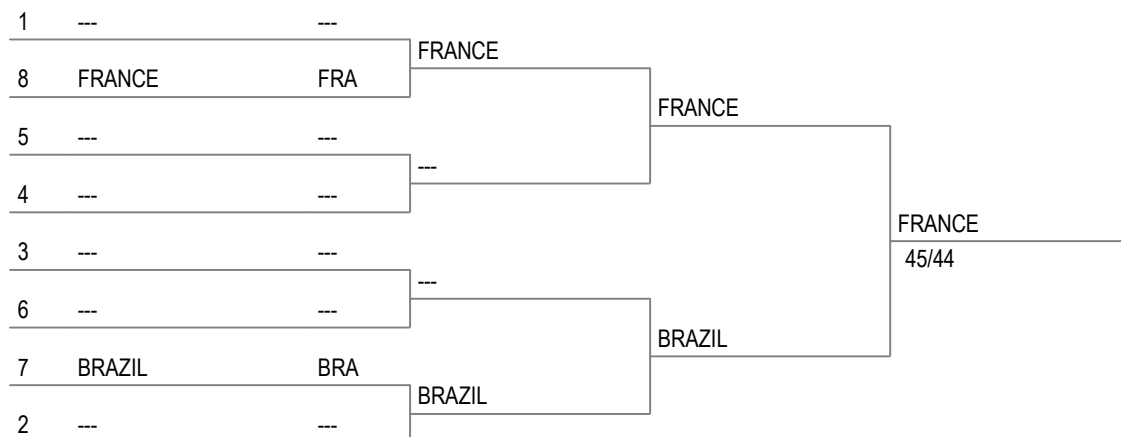 1 --- ---
FRANCE
8 FRANCE FRA
FRANCE
5 --- ---
---
4 --- ---
FRANCE
3 --- ---
45/44
---
6 --- ---
BRAZIL
7 BRAZIL BRA
BRAZIL
2 --- ---